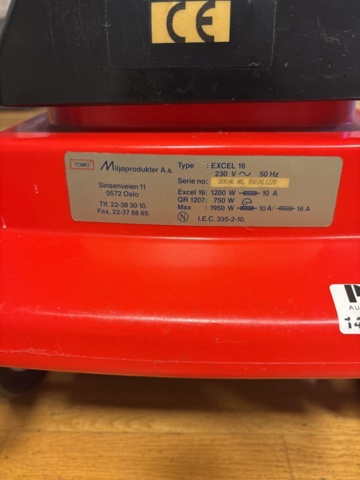 CE
TOMO
Miljøprodukter A.s.
Sinsenveien 11
0572 Oslo
Tlf. 22-38 30 10.
Fax. 22-37 88 89.
Type : EXCEL 16
230 V ~ 50 Hz
Serie no:
Excel 16: 1200 W 10 A
QR 1207: 750 W
Max : 1950 W 10 A/ 16 A
N I.E.C. 335-2-10.
AU
14